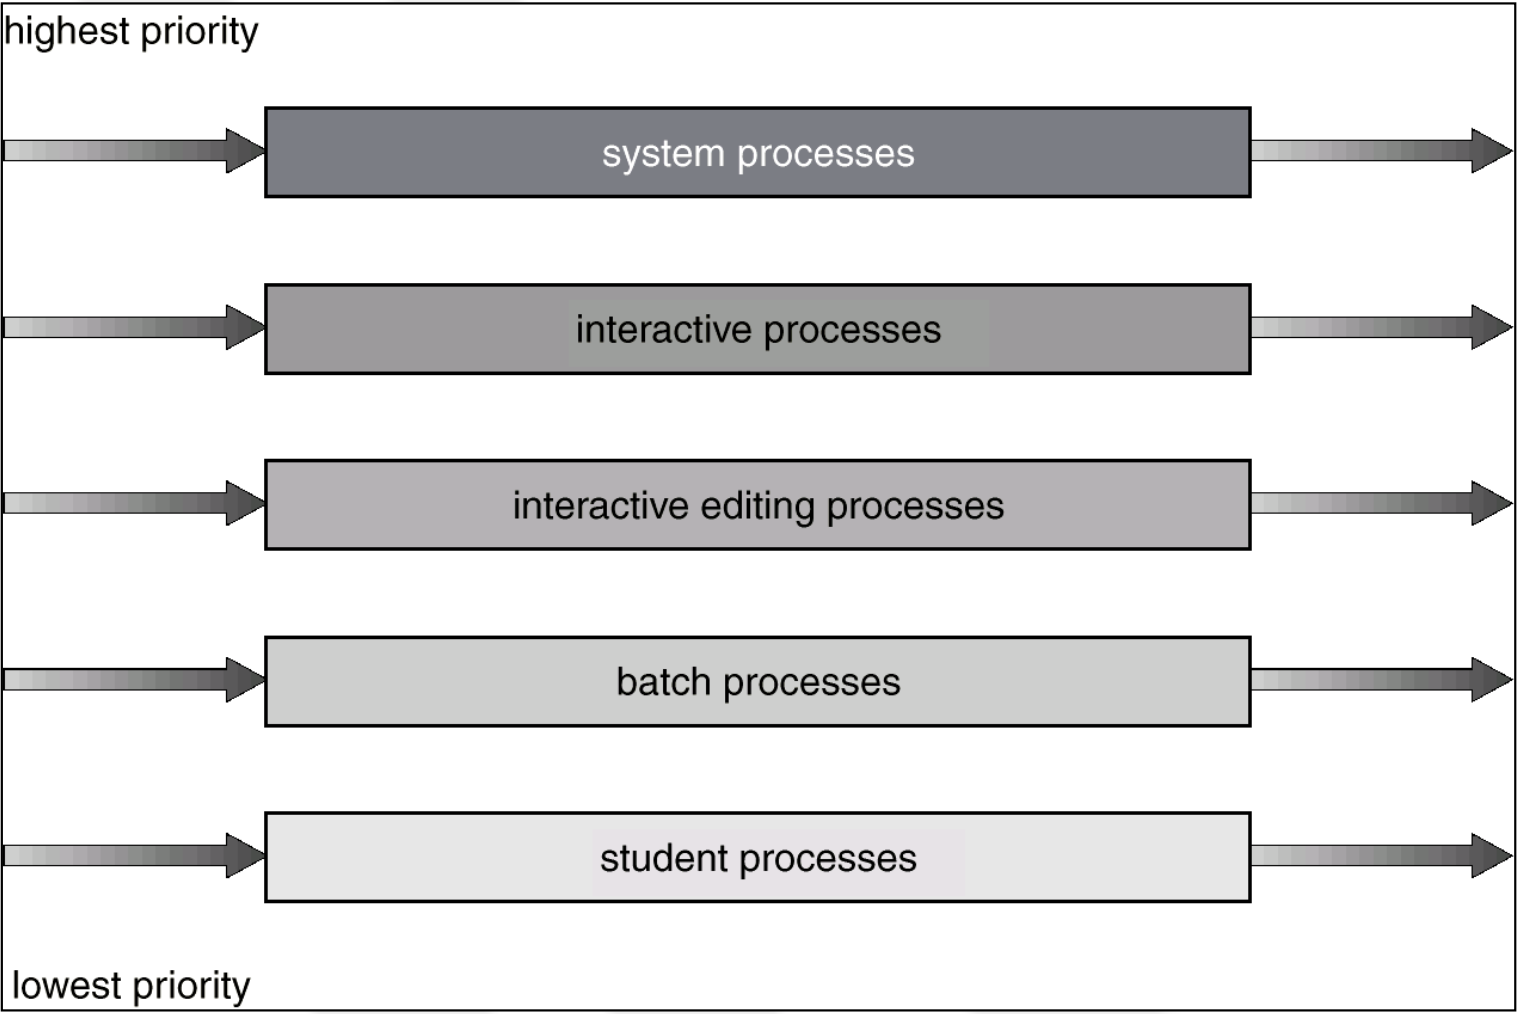 highest priority
system processes
interactive processes
interactive editing processes
batch processes
student processes
lowest priority